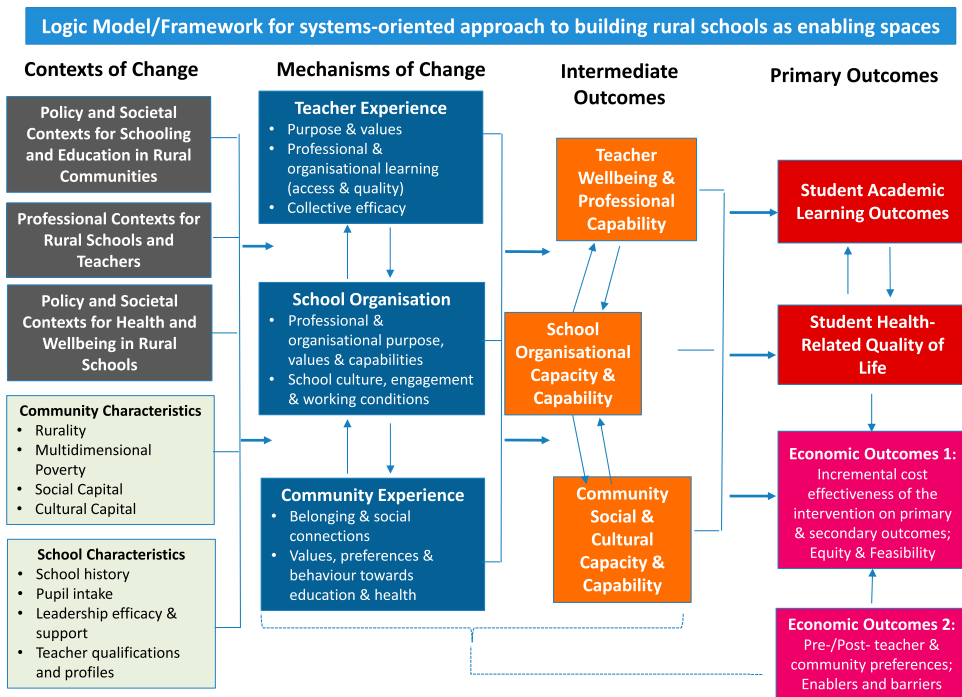 Logic Model/Framework for systems-oriented approach to building rural schools as enabling spaces
Contexts of Change
Policy and Societal
Contexts for Schooling
and Education in Rural
Communities
Professional Contexts for
Rural Schools and
Teachers
Policy and Societal
Contexts for Health and
Wellbeing in Rural
Schools
Community Characteristics
• Rurality
• Multidimensional
Poverty
• Social Capital
• Cultural Capital
School Characteristics
• School history
• Pupil intake
• Leadership efficacy &
support
• Teacher qualifications
and profiles
Mechanisms of Change
Teacher Experience
• Purpose & values
• Professional &
organisational learning
(access & quality)
• Collective efficacy
School Organisation
• Professional &
organisational purpose,
values & capabilities
• School culture, engagement
& working conditions
Community Experience
• Belonging & social
connections
• Values, preferences &
behaviour towards
education & health
Intermediate
Outcomes
Teacher
Wellbeing &
Professional
Capability
School
Organisational
Capacity &
Capability
Community
Social &
Cultural
Capacity &
Capability
Primary Outcomes
Student Academic
Learning Outcomes
Student Health-
Related Quality of
Life
Economic Outcomes 1:
Incremental cost
effectiveness of the
intervention on primary
& secondary outcomes;
Equity & Feasibility
Economic Outcomes 2:
Pre-/Post- teacher &
community preferences;
Enablers and barriers